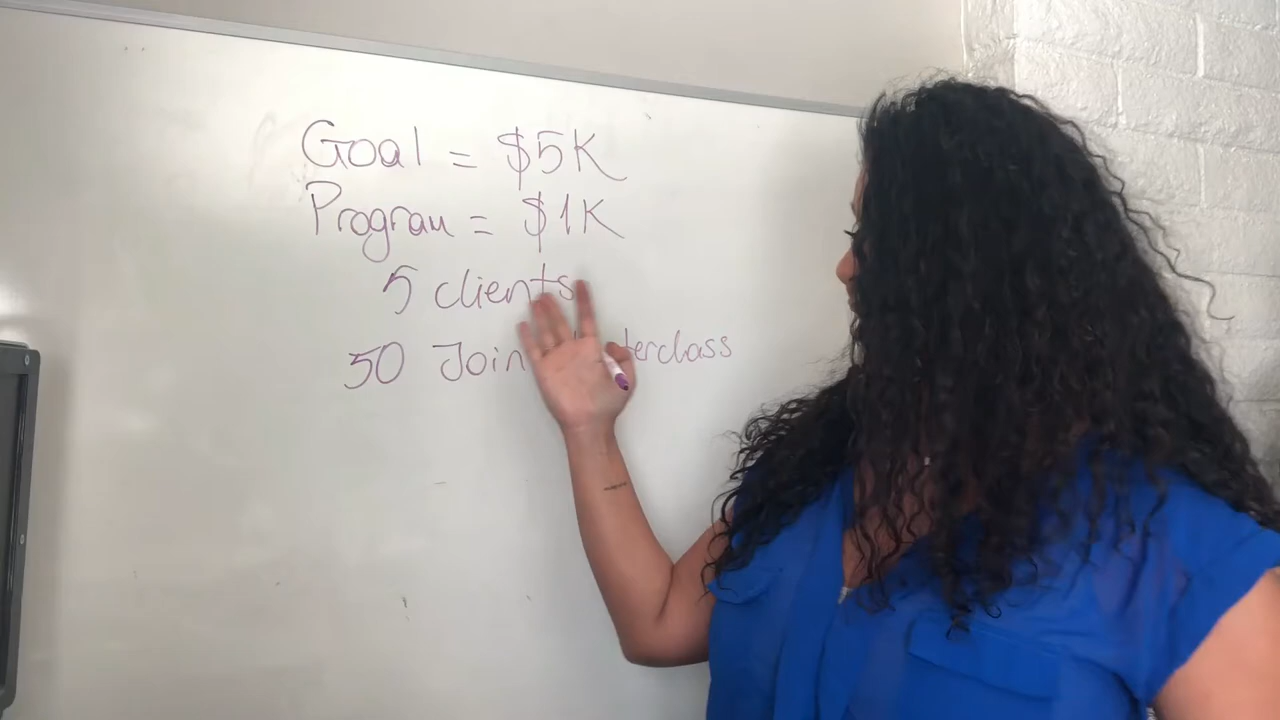 Goal = $5K
Program = $1K
5 clients
50 Join